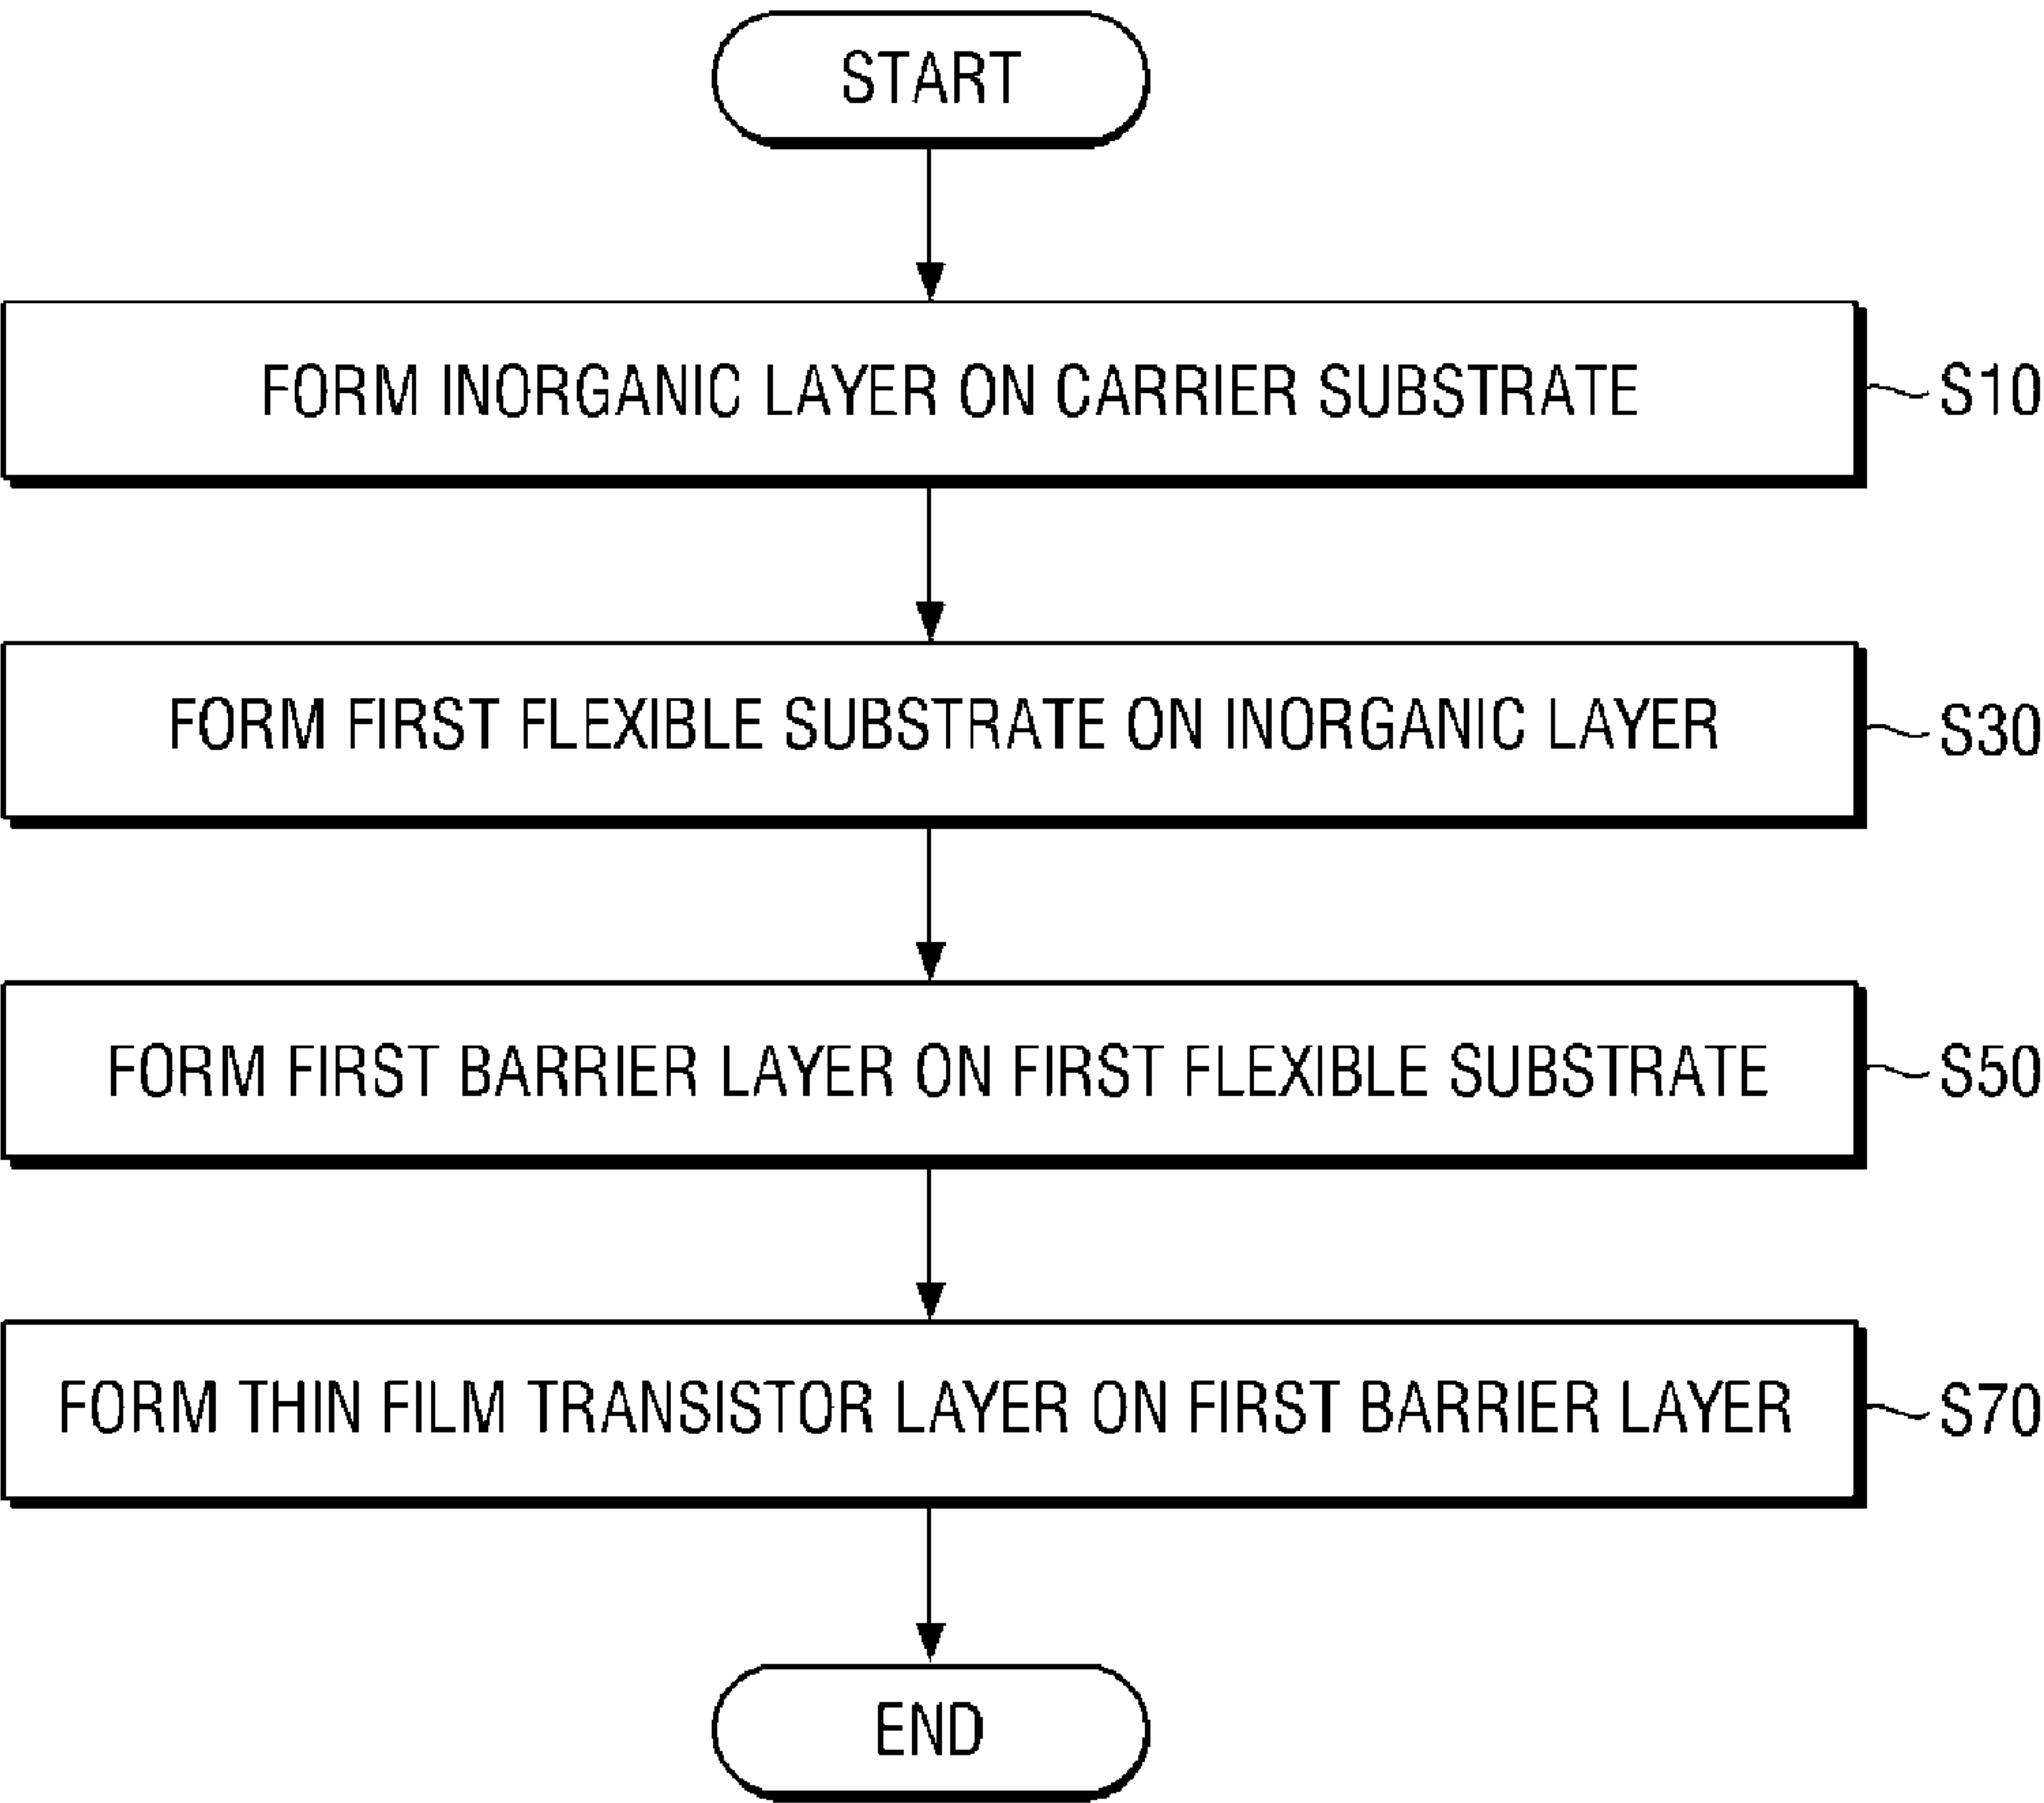 START
FORM INORGANIC LAYER ON CARRIER SUBSTRATE
S10
FORM FIRST FLEXIBLE SUBSTRATE ON INORGANIC LAYER
S30
FORM FIRST BARRIER LAYER ON FIRST FLEXIBLE SUBSTRATE
S50
FORM THIN FILM TRANSISTOR LAYER ON FIRST BARRIER LAYER
S70
END